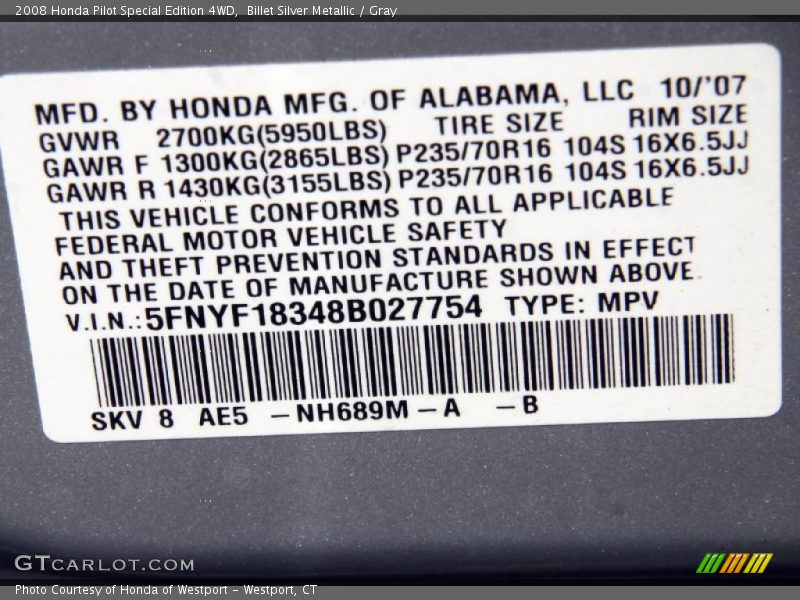 2008 Honda Pilot Special Edition 4WD,  Billet Silver Metallic / Gray
MFD. BY HONDA MFG. OF ALABAMA, LLC 10/'07
GVWR 2700KG(5950LBS) TIRE SIZE RIM SIZE
GAWR F 1300KG(2865LBS) P235/70R16 104S 16X6.5JJ
GAWR R 1430KG(3155LBS) P235/70R16 104S 16X6.5JJ
THIS VEHICLE CONFORMS TO ALL APPLICABLE
FEDERAL MOTOR VEHICLE SAFETY
AND THEFT PREVENTION STANDARDS IN EFFECT
ON THE DATE OF MANUFACTURE SHOWN ABOVE.
V.I.N.: 5FNYF18348B027754 TYPE: MPV
SKV 8 AE5 –NH689M–A –B
GTCARLOT.COM
Photo Courtesy of Honda of Westport – Westport, CT